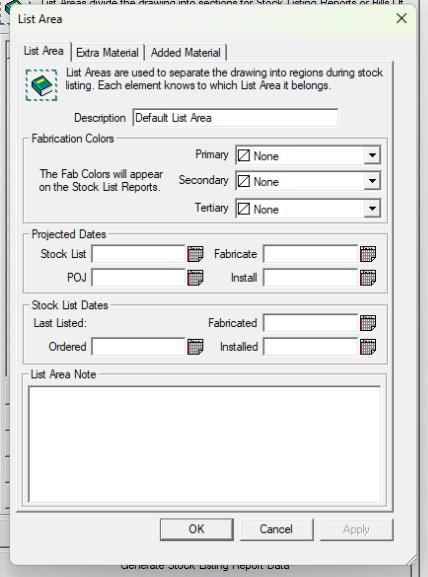 List Areas divide the drawing into sections for Stock Listing Reports or Bills Of
List Area
List Area
Extra Material
Added Material
List Areas are used to separate the drawing into regions during stock
listing. Each element knows to which List Area it belongs.
Description
Default List Area
Fabrication Colors
The Fab Colors will appear
on the Stock List Reports.
Primary
None
Secondary
None
Tertiary
None
Projected Dates
Stock List
Fabricate
POJ
Install
Stock List Dates
Last Listed:
Fabricated
Ordered
Installed
List Area Note
OK
Cancel
Apply
Generate Stock Listing Report Data